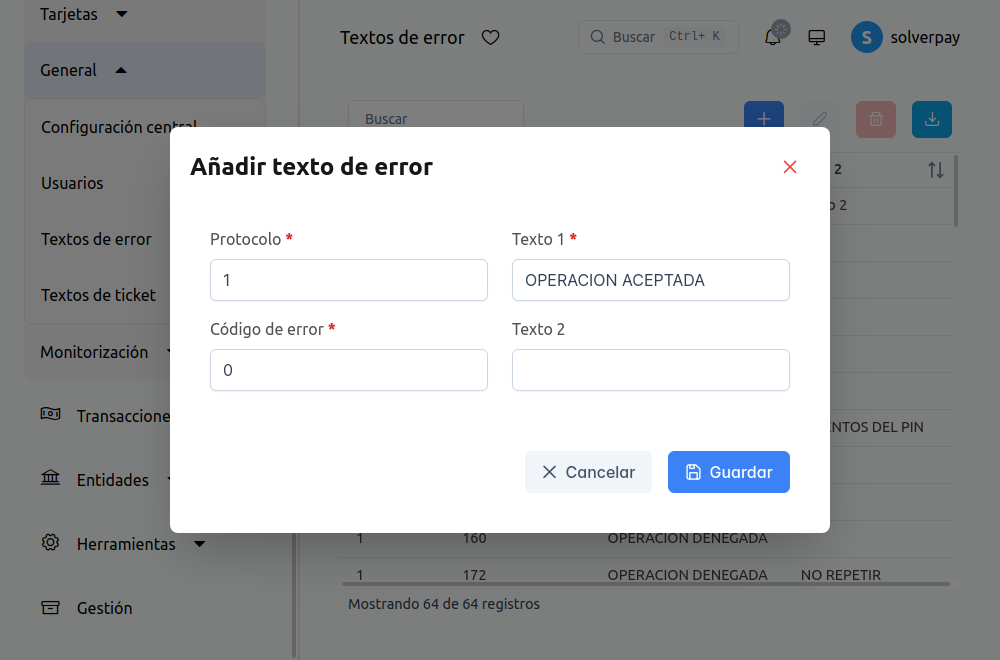 Tarjetas
General
Configuración central
Usuarios
Textos de error
Textos de ticket
Monitorización
Transaccione
Entidades
Herramientas
Gestión
Textos de error
Buscar Ctrl+ K
S solverpay
Buscar
2
o 2
NTOS DEL PIN
Añadir texto de error
Protocolo *
1
Texto 1 *
OPERACION ACEPTADA
Código de error *
0
Texto 2
Cancelar
Guardar
1 160 OPERACION DENEGADA
1 172 OPERACION DENEGADA NO REPETIR
Mostrando 64 de 64 registros